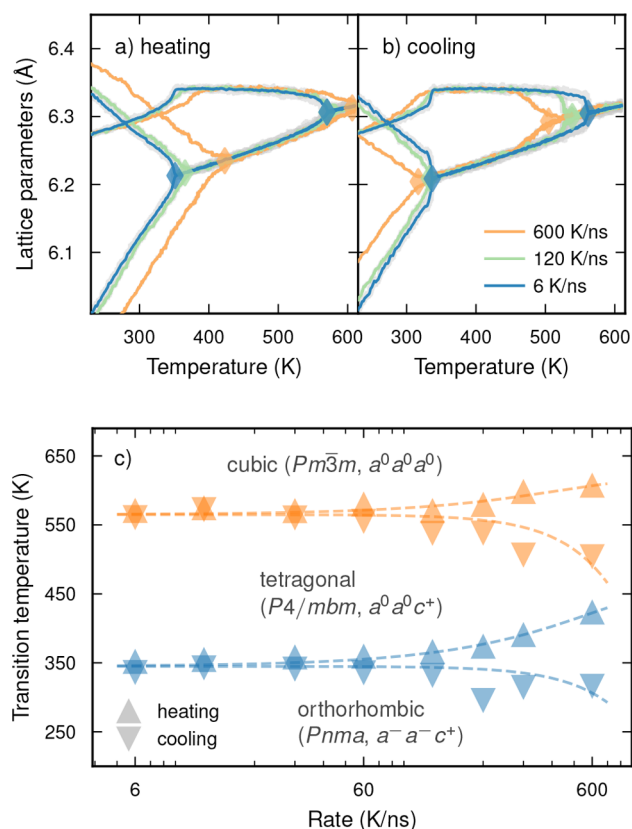 a) heating
b) cooling
Lattice parameters (Å)
6.4
6.3
6.2
6.1
600 K/ns
120 K/ns
6 K/ns
300 400 500 600
300 400 500 600
Temperature (K)
Temperature (K)
c)
cubic (Pm3̅m, a⁰a⁰a⁰)
Transition temperature (K)
650
550
450
350
250
tetragonal
(P4/mbm, a⁰a⁰c⁺)
heating
cooling
orthorhombic
(Pnma, a⁻a⁻c⁺)
6 60 600
Rate (K/ns)